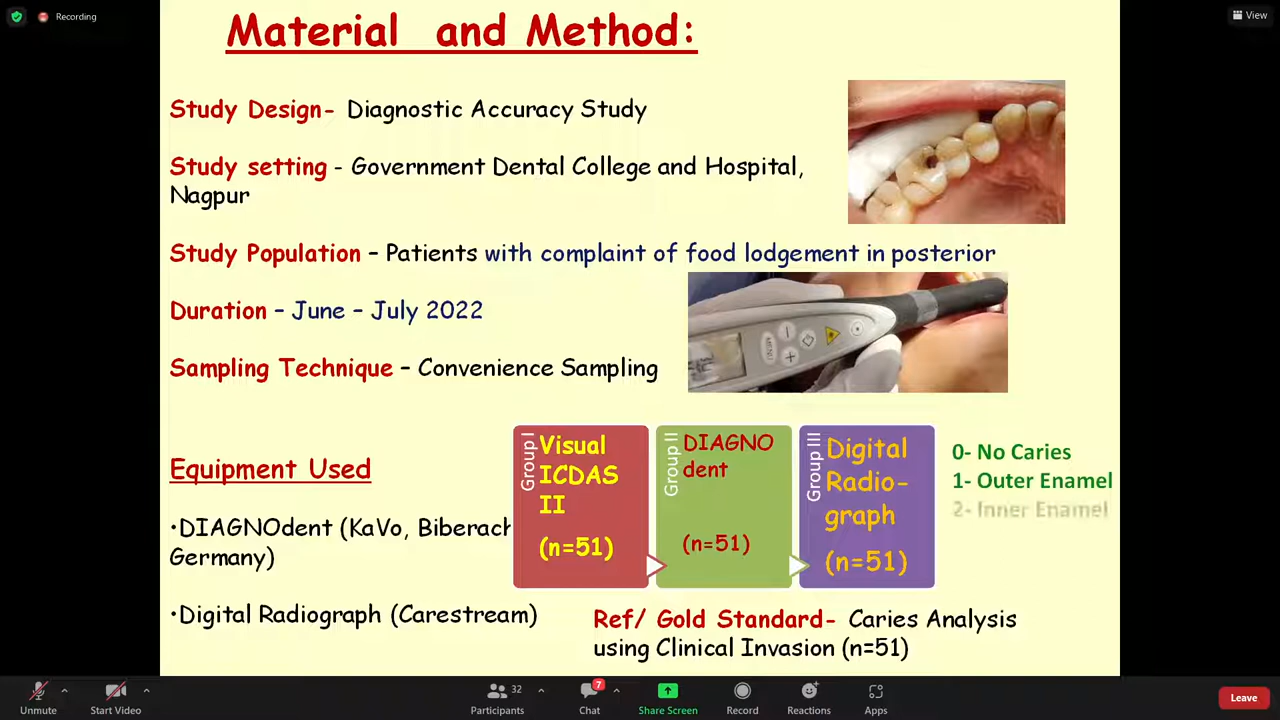 Recording
View
Material and Method:
Study Design- Diagnostic Accuracy Study
Study setting - Government Dental College and Hospital,
Nagpur
Study Population – Patients with complaint of food lodgement in posterior
Duration – June – July 2022
Sampling Technique – Convenience Sampling
MENU
Equipment Used
•DIAGNOdent (KaVo, Biberach
Germany)
•Digital Radiograph (Carestream)
Group I
Visual
ICDAS
II
(n=51)
Group II
DIAGNO
dent
(n=51)
Group III
Digital
Radio-
graph
(n=51)
0- No Caries
1- Outer Enamel
2- Inner Enamel
Ref/ Gold Standard- Caries Analysis
using Clinical Invasion (n=51)
Unmute
Start Video
32
Participants
7
Chat
Share Screen
Record
Reactions
Apps
Leave